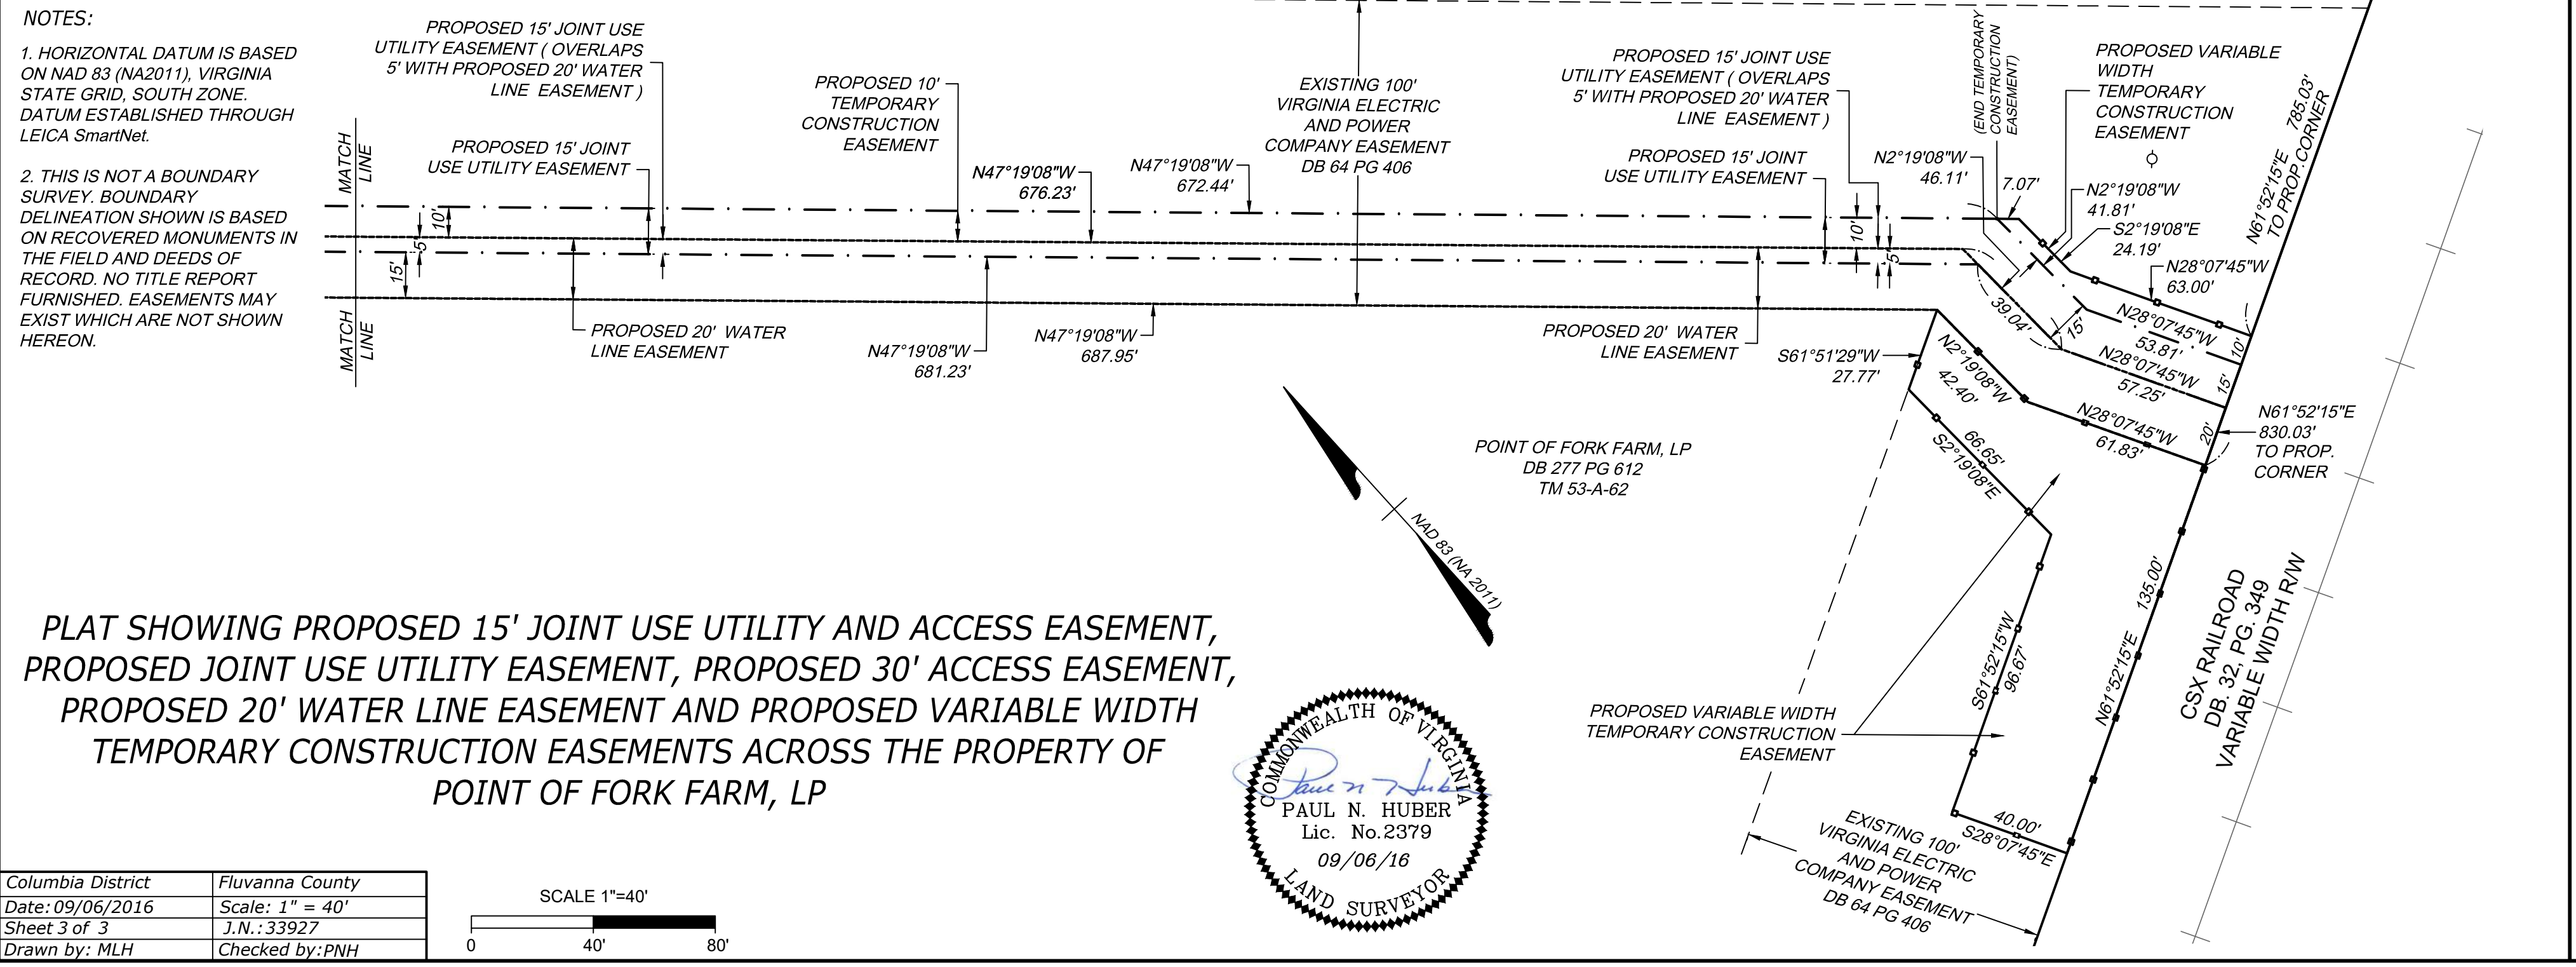 NOTES:
1. HORIZONTAL DATUM IS BASED
ON NAD 83 (NA2011), VIRGINIA
STATE GRID, SOUTH ZONE.
DATUM ESTABLISHED THROUGH
LEICA SmartNet.
2. THIS IS NOT A BOUNDARY
SURVEY. BOUNDARY
DELINEATION SHOWN IS BASED
ON RECOVERED MONUMENTS IN
THE FIELD AND DEEDS OF
RECORD. NO TITLE REPORT
FURNISHED. EASEMENTS MAY
EXIST WHICH ARE NOT SHOWN
HEREON.
MATCH
LINE
MATCH
LINE
PROPOSED 15' JOINT USE
UTILITY EASEMENT ( OVERLAPS
5' WITH PROPOSED 20' WATER
LINE EASEMENT )
PROPOSED 15' JOINT
USE UTILITY EASEMENT
10'
5'
15'
PROPOSED 20' WATER
LINE EASEMENT
PROPOSED 10'
TEMPORARY
CONSTRUCTION
EASEMENT
N47°19'08"W
676.23'
N47°19'08"W
672.44'
N47°19'08"W
681.23'
N47°19'08"W
687.95'
EXISTING 100'
VIRGINIA ELECTRIC
AND POWER
COMPANY EASEMENT
DB 64 PG 406
PROPOSED 15' JOINT USE
UTILITY EASEMENT ( OVERLAPS
5' WITH PROPOSED 20' WATER
LINE EASEMENT )
PROPOSED 15' JOINT
USE UTILITY EASEMENT
10'
5'
PROPOSED 20' WATER
LINE EASEMENT
(END TEMPORARY
CONSTRUCTION
EASEMENT)
N2°19'08"W
46.11'
7.07'
PROPOSED VARIABLE
WIDTH
TEMPORARY
CONSTRUCTION
EASEMENT
N2°19'08"W
41.81'
S2°19'08"E
24.19'
N28°07'45"W
63.00'
N61°52'15"E 785.03'
TO PROP.CORNER
39.04'
15'
N28°07'45"W
53.81'
N28°07'45"W
57.25'
10'
15'
20'
S61°51'29"W
27.77'
N2°19'08"W
42.40'
N28°07'45"W
61.83'
N61°52'15"E
830.03'
TO PROP.
CORNER
66.65'
S2°19'08"E
POINT OF FORK FARM, LP
DB 277 PG 612
TM 53-A-62
NAD 83 (NA 2011)
S61°52'15"W
96.67'
135.00'
N61°52'15"E
CSX RAILROAD
DB. 32, PG. 349
VARIABLE WIDTH R/W
PROPOSED VARIABLE WIDTH
TEMPORARY CONSTRUCTION
EASEMENT
40.00'
S28°07'45"E
EXISTING 100'
VIRGINIA ELECTRIC
AND POWER
COMPANY EASEMENT
DB 64 PG 406
PLAT SHOWING PROPOSED 15' JOINT USE UTILITY AND ACCESS EASEMENT,
PROPOSED JOINT USE UTILITY EASEMENT, PROPOSED 30' ACCESS EASEMENT,
PROPOSED 20' WATER LINE EASEMENT AND PROPOSED VARIABLE WIDTH
TEMPORARY CONSTRUCTION EASEMENTS ACROSS THE PROPERTY OF
POINT OF FORK FARM, LP
COMMONWEALTH OF VIRGINIA
Paul N Huber
PAUL N. HUBER
Lic. No.2379
09/06/16
LAND SURVEYOR
Columbia District Fluvanna County
Date: 09/06/2016 Scale: 1" = 40'
Sheet 3 of 3 J.N.: 33927
Drawn by: MLH Checked by: PNH
SCALE 1"=40'
0 40' 80'